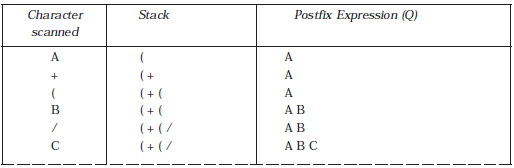 Character scanned Stack Postfix Expression (Q)
A ( A
+ ( + A
( ( + ( A
B ( + ( A B
/ ( + ( / A B
C ( + ( / A B C